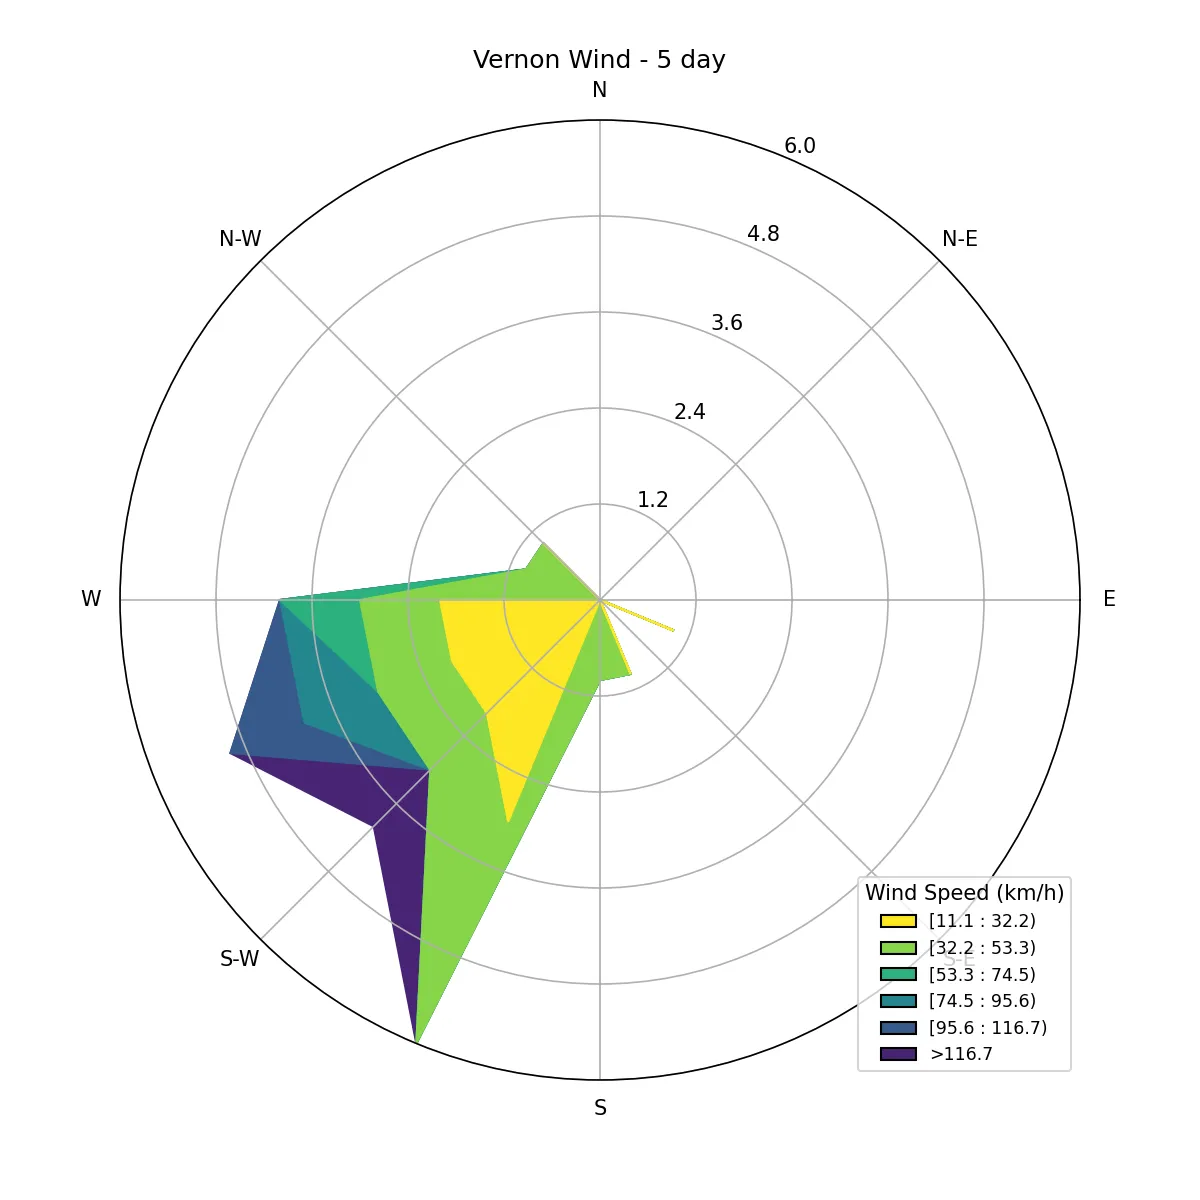 Vernon Wind - 5 day
N
6.0
4.8
N-W
N-E
3.6
2.4
1.2
W
E
S-W
S-E
Wind Speed (km/h)
[11.1 : 32.2)
[32.2 : 53.3)
[53.3 : 74.5)
[74.5 : 95.6)
[95.6 : 116.7)
>116.7
S